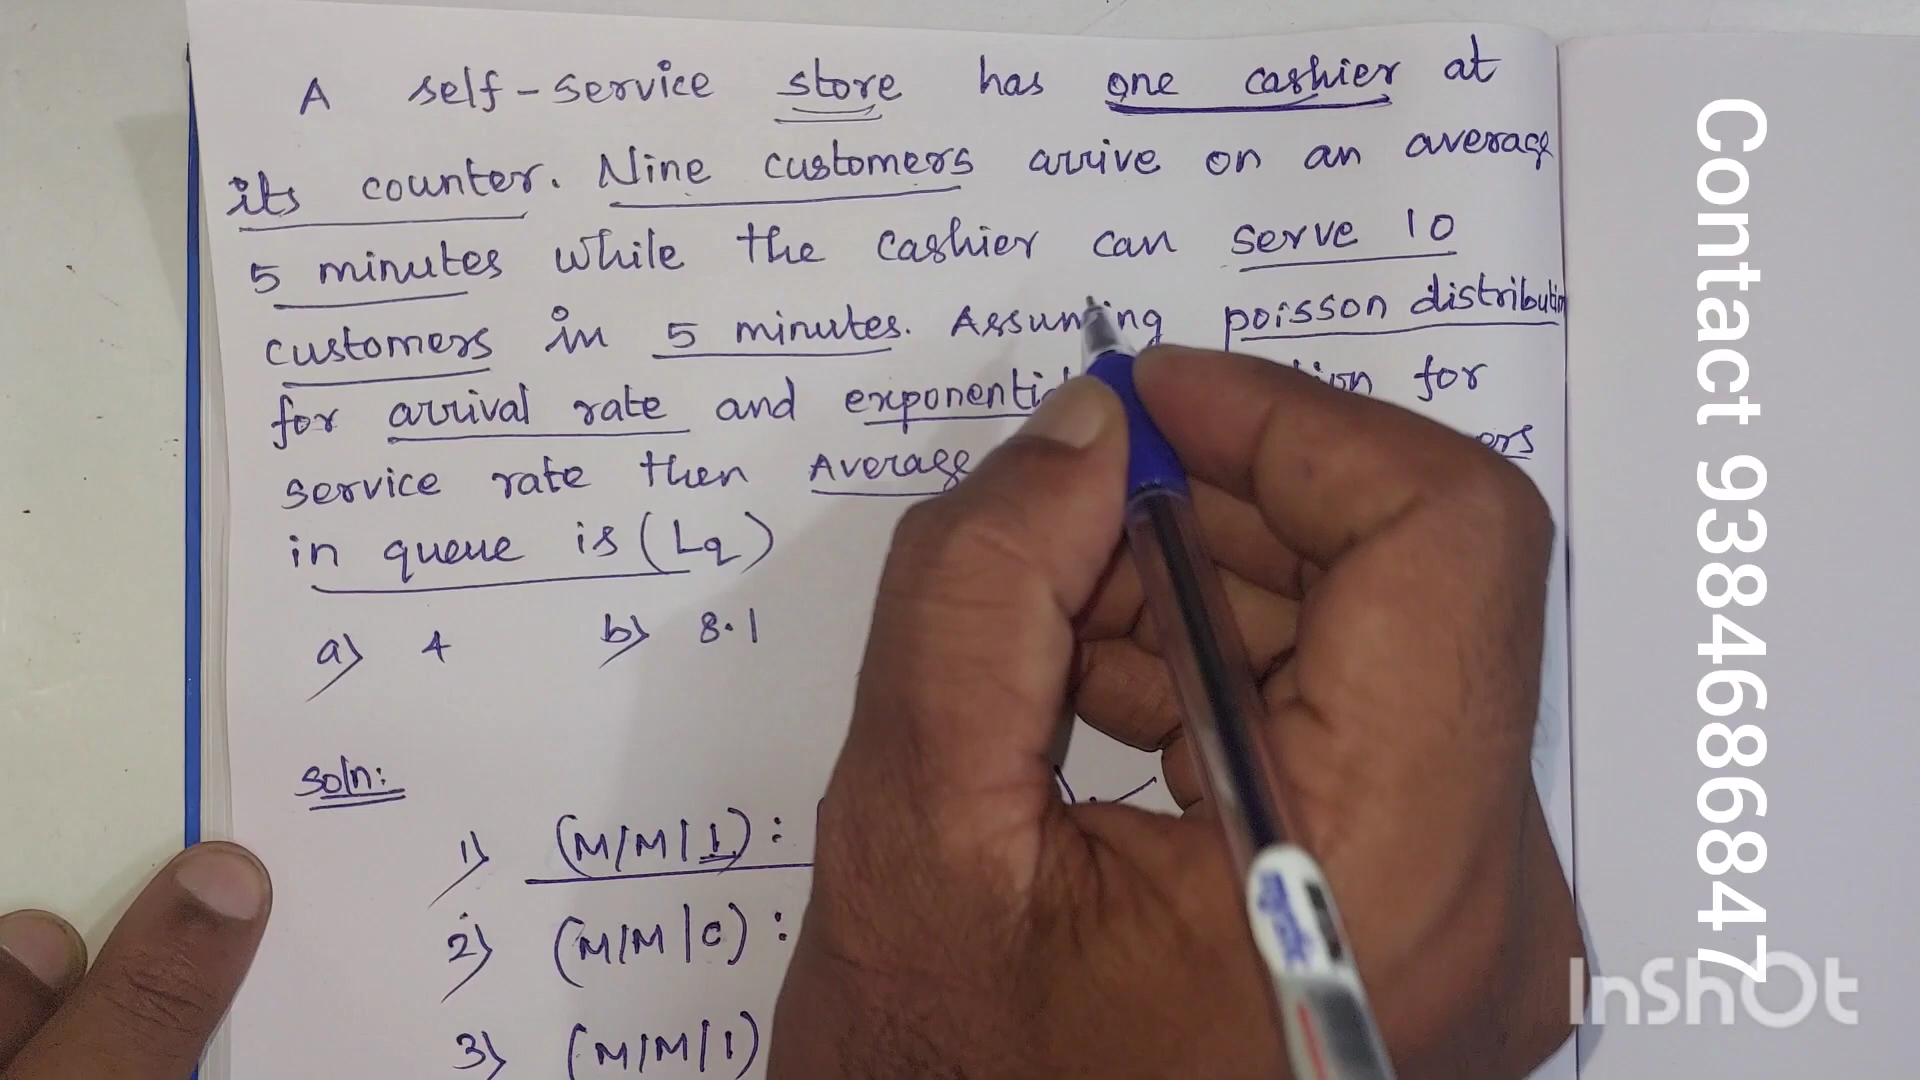 A self-service store has one cashier at
its counter. Nine customers arrive on an average
5 minutes while the cashier can serve 10
customers in 5 minutes. Assuming poisson distribution
for arrival rate and for
service rate then Average
in queue is (Lq)
a) 4 b) 8.1
soln:
1) (M/M/1) :
2) (M/M/C) :
3) (M/M/1)
Contact 9384686847
InShOt